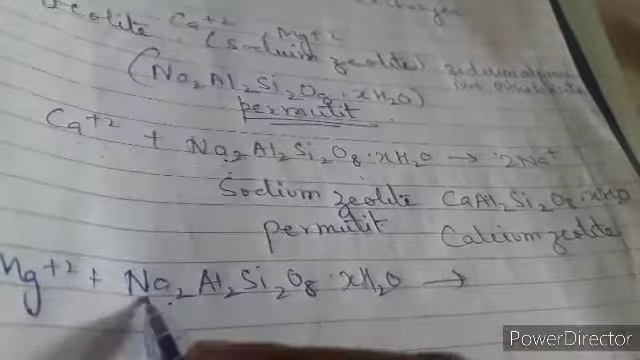 zeolite Ca+2 Mg+2
(Sodium zeolite) sodium
(Na2Al2Si2O8·xH2O)
permutit
Ca+2 + Na2Al2Si2O8·xH2O → 2Na+
Sodium zeolite CaAl2Si2O8·xH2O
permutit Calcium zeolite
Mg+2 + Na2Al2Si2O8·xH2O →
PowerDirector